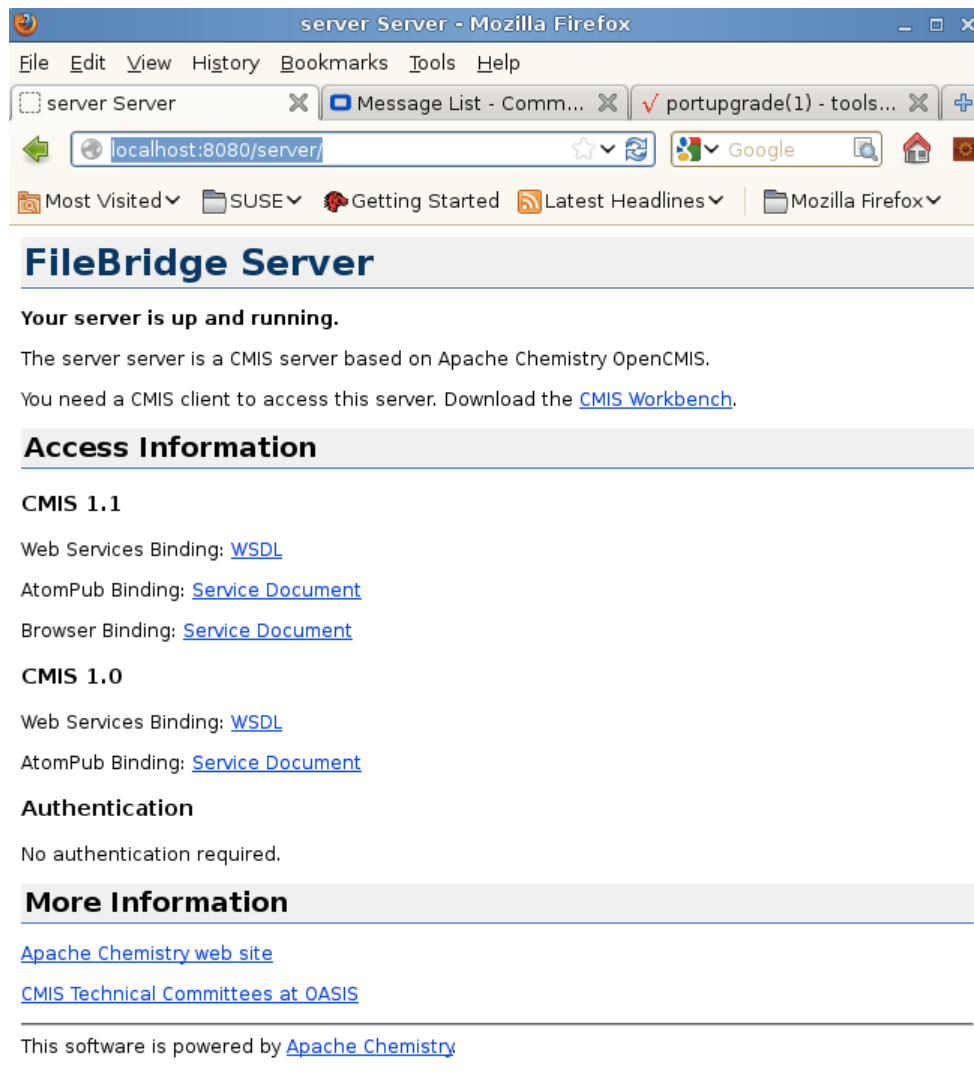 server Server - Mozilla Firefox
File Edit View History Bookmarks Tools Help
server Server Message List - Comm... portupgrade(1) - tools...
localhost:8080/server/ Google
Most Visited SUSE Getting Started Latest Headlines Mozilla Firefox
FileBridge Server
Your server is up and running.
The server server is a CMIS server based on Apache Chemistry OpenCMIS.
You need a CMIS client to access this server. Download the CMIS Workbench.
Access Information
CMIS 1.1
Web Services Binding: WSDL
AtomPub Binding: Service Document
Browser Binding: Service Document
CMIS 1.0
Web Services Binding: WSDL
AtomPub Binding: Service Document
Authentication
No authentication required.
More Information
Apache Chemistry web site
CMIS Technical Committees at OASIS
This software is powered by Apache Chemistry.